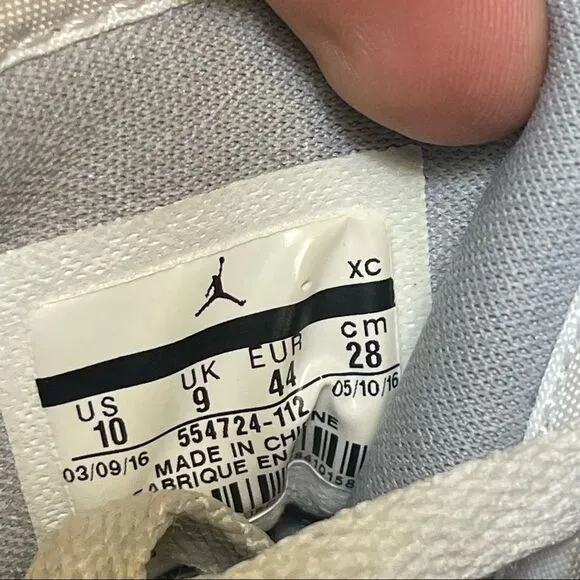 XC
US UK EUR cm
10 9 44 28
03/09/16 05/10/16
554724-112
MADE IN
FABRIQUE EN